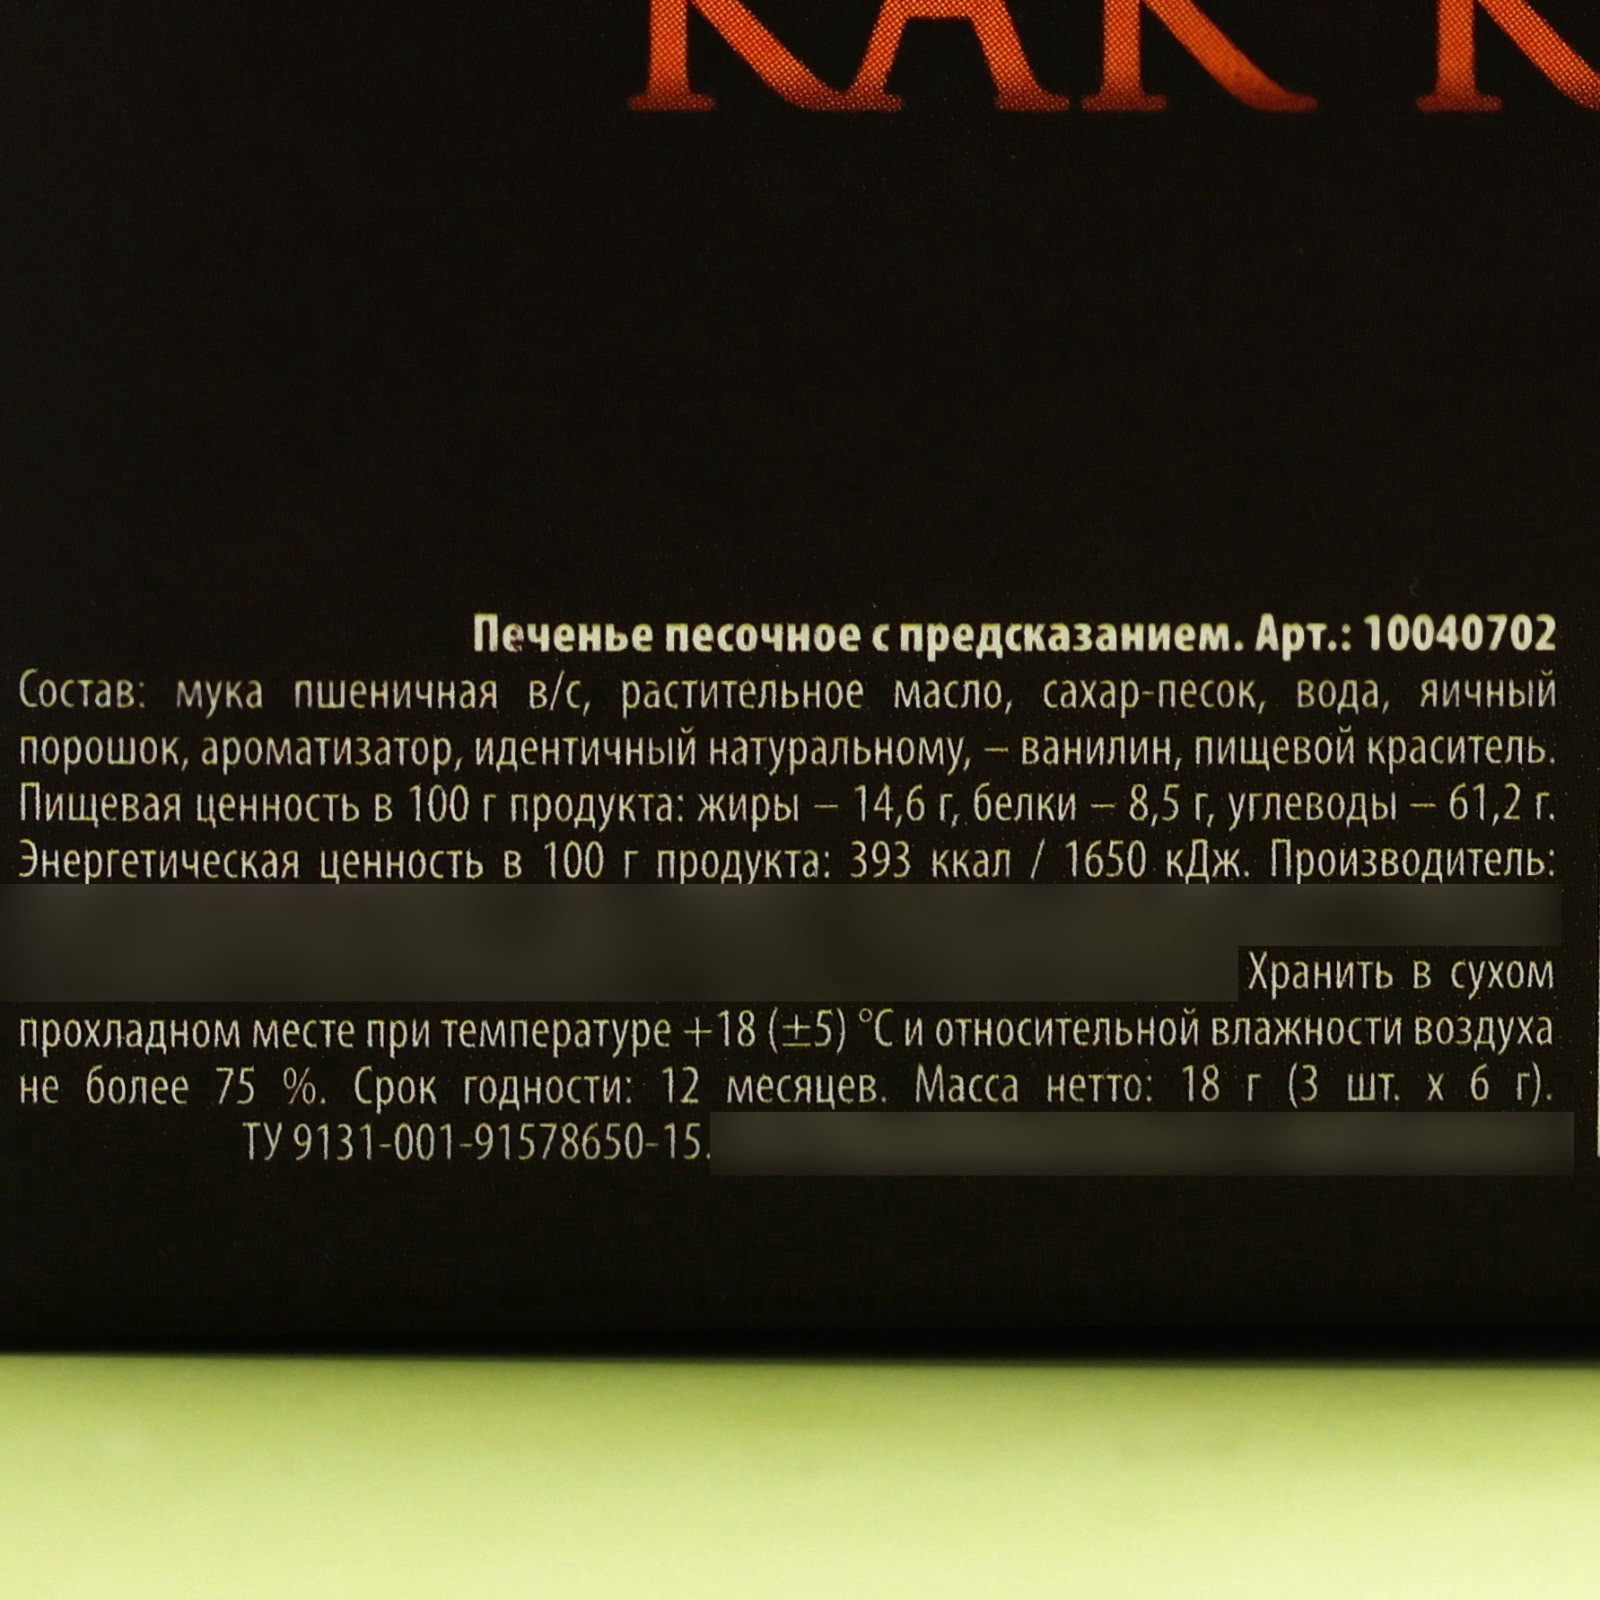 КАК К
Печенье песочное с предсказанием. Арт.: 10040702
Состав: мука пшеничная в/с, растительное масло, сахар-песок, вода, яичный
порошок, ароматизатор, идентичный натуральному, – ванилин, пищевой краситель.
Пищевая ценность в 100 г продукта: жиры – 14,6 г, белки – 8,5 г, углеводы – 61,2 г.
Энергетическая ценность в 100 г продукта: 393 ккал / 1650 кДж. Производитель:
Хранить в сухом
прохладном месте при температуре +18 (±5) °С и относительной влажности воздуха
не более 75 %. Срок годности: 12 месяцев. Масса нетто: 18 г (3 шт. х 6 г).
ТУ 9131-001-91578650-15.